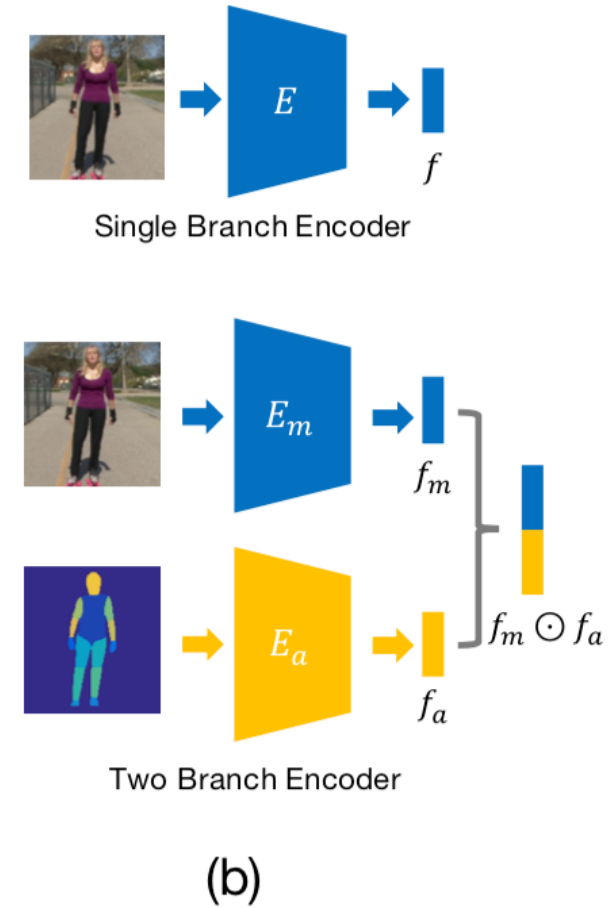 E
f
Single Branch Encoder
E_m
f_m
f_m ⊙ f_a
E_a
f_a
Two Branch Encoder
(b)